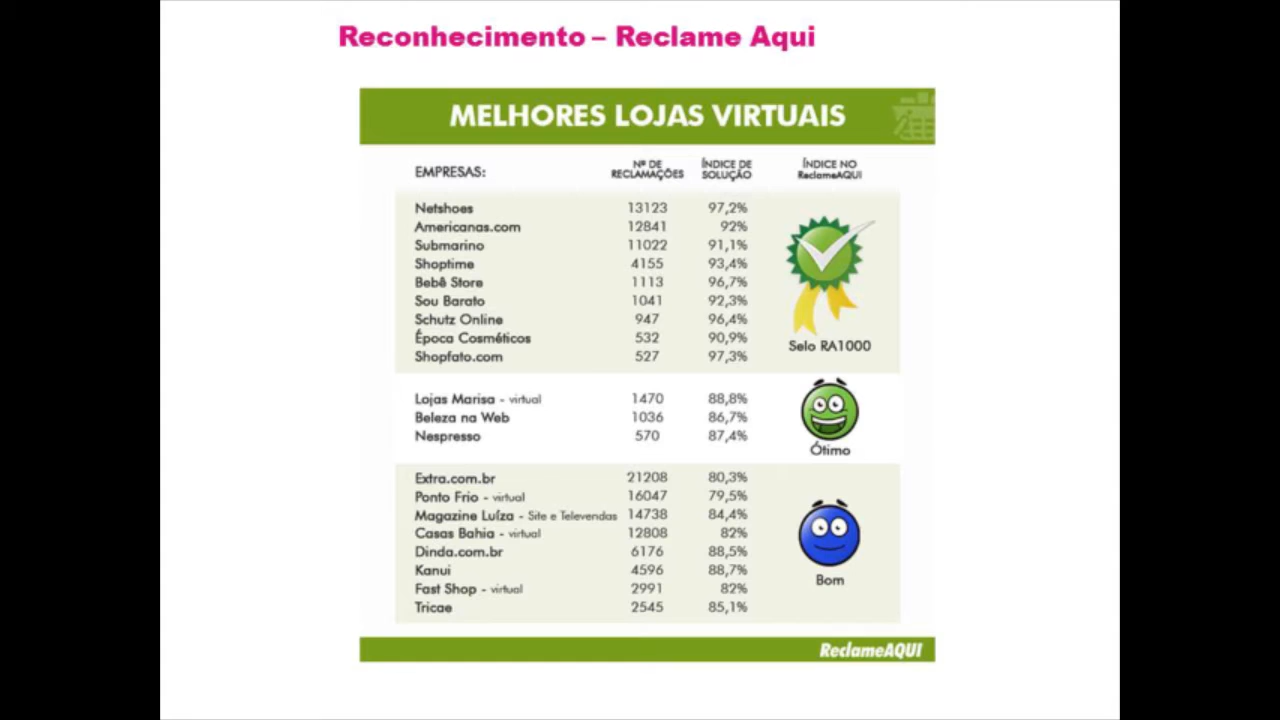 Reconhecimento – Reclame Aqui
MELHORES LOJAS VIRTUAIS
EMPRESAS: Nº DE RECLAMAÇÕES ÍNDICE DE SOLUÇÃO ÍNDICE NO ReclameAQUI
Netshoes 13123 97,2%
Americanas.com 12841 92%
Submarino 11022 91,1%
Shoptime 4155 93,4%
Bebê Store 1113 96,7%
Sou Barato 1041 92,3%
Schutz Online 947 96,4%
Época Cosméticos 532 90,9%
Shopfato.com 527 97,3%
Selo RA1000
Lojas Marisa - virtual 1470 88,8%
Beleza na Web 1036 86,7%
Nespresso 570 87,4%
Ótimo
Extra.com.br 21208 80,3%
Ponto Frio - virtual 16047 79,5%
Magazine Luíza - Site e Televendas 14738 84,4%
Casas Bahia - virtual 12808 82%
Dinda.com.br 6176 88,5%
Kanui 4596 88,7%
Fast Shop - virtual 2991 82%
Tricae 2545 85,1%
Bom
ReclameAQUI